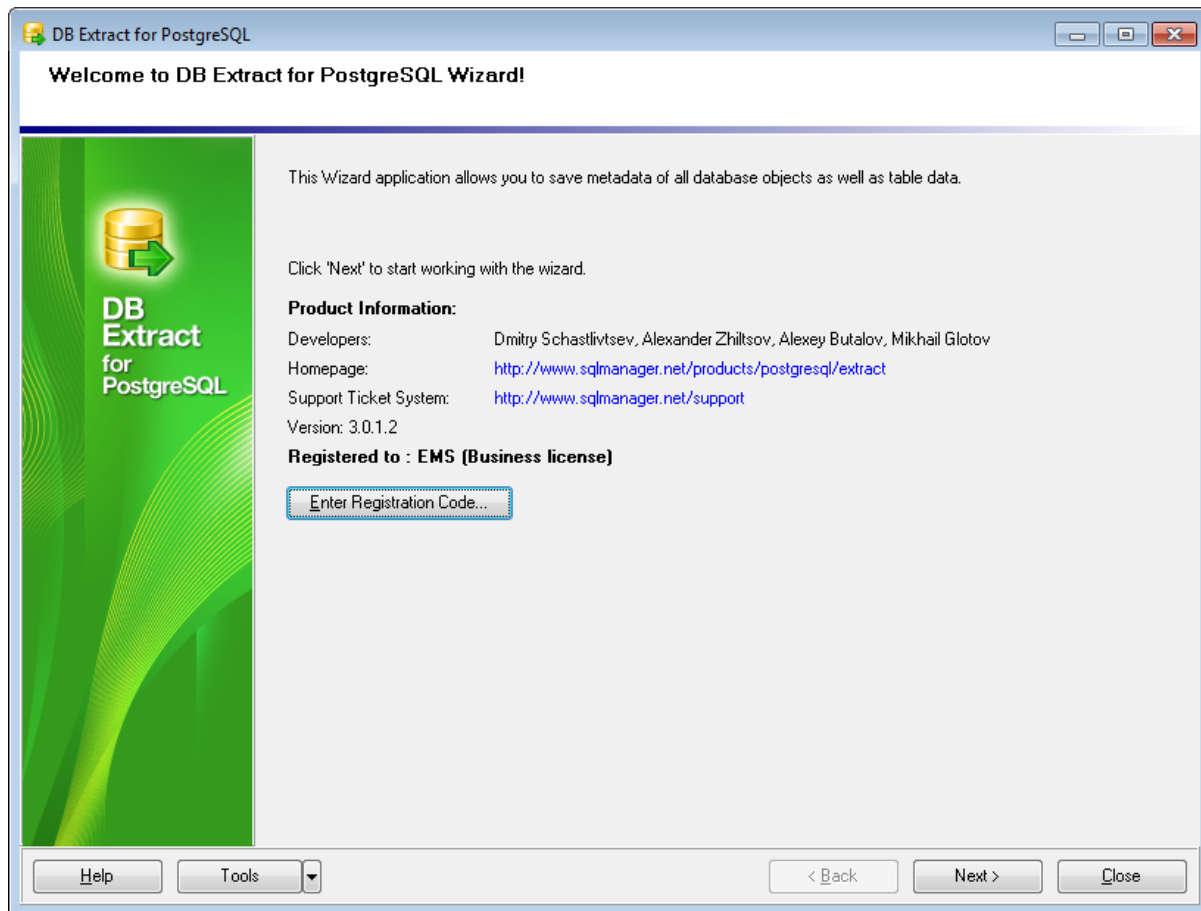 DB Extract for PostgreSQL
Welcome to DB Extract for PostgreSQL Wizard!
This Wizard application allows you to save metadata of all database objects as well as table data.
DB
Extract
for
PostgreSQL
Click 'Next' to start working with the wizard.
Product Information:
Developers: Dmitry Schastlivtsev, Alexander Zhiltsov, Alexey Butalov, Mikhail Glotov
Homepage: http://www.sqlmanager.net/products/postgresql/extract
Support Ticket System: http://www.sqlmanager.net/support
Version: 3.0.1.2
Registered to : EMS (Business license)
Enter Registration Code...
Help Tools < Back Next > Close